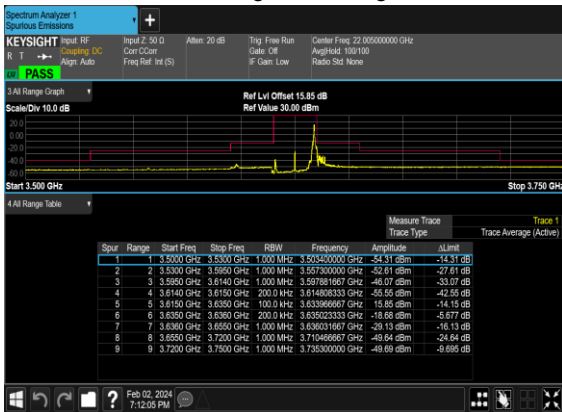 Spectrum Analyzer 1
Spurious Emissions
KEYSIGHT Input: RF Input Z: 50 Ω Atten: 20 dB Trig: Free Run Center Freq: 22.005000000 GHz
R T Coupling: DC Corr CCorr Gate: Off Avg|Hold: 100/100
Align: Auto Freq Ref: Int (S) IF Gain: Low Radio Std: None
PASS
3 All Range Graph
Ref Lvl Offset 15.85 dB
Scale/Div 10.0 dB Ref Value 30.00 dBm
20.0
0.00
-20.0
-40.0
-60.0
Start 3.500 GHz Stop 3.750 GHz
4 All Range Table
Measure Trace Trace 1
Trace Type Trace Average (Active)
Spur Range Start Freq Stop Freq RBW Frequency Amplitude ΔLimit
1 1 3.5000 GHz 3.5300 GHz 1.000 MHz 3.503400000 GHz -54.31 dBm -14.31 dB
2 2 3.5300 GHz 3.5950 GHz 1.000 MHz 3.557300000 GHz -52.61 dBm -27.61 dB
3 3 3.5950 GHz 3.6140 GHz 1.000 MHz 3.597881667 GHz -46.07 dBm -33.07 dB
4 4 3.6140 GHz 3.6150 GHz 200.0 kHz 3.614808333 GHz -55.55 dBm -42.55 dB
5 5 3.6150 GHz 3.6350 GHz 100.0 kHz 3.633966667 GHz 15.85 dBm -14.15 dB
6 6 3.6350 GHz 3.6360 GHz 200.0 kHz 3.635023333 GHz -18.68 dBm -5.677 dB
7 7 3.6360 GHz 3.6550 GHz 1.000 MHz 3.636031667 GHz -29.13 dBm -16.13 dB
8 8 3.6550 GHz 3.7200 GHz 1.000 MHz 3.710466667 GHz -49.64 dBm -24.64 dB
9 9 3.7200 GHz 3.7500 GHz 1.000 MHz 3.735300000 GHz -49.69 dBm -9.695 dB
Feb 02, 2024
7:12:05 PM